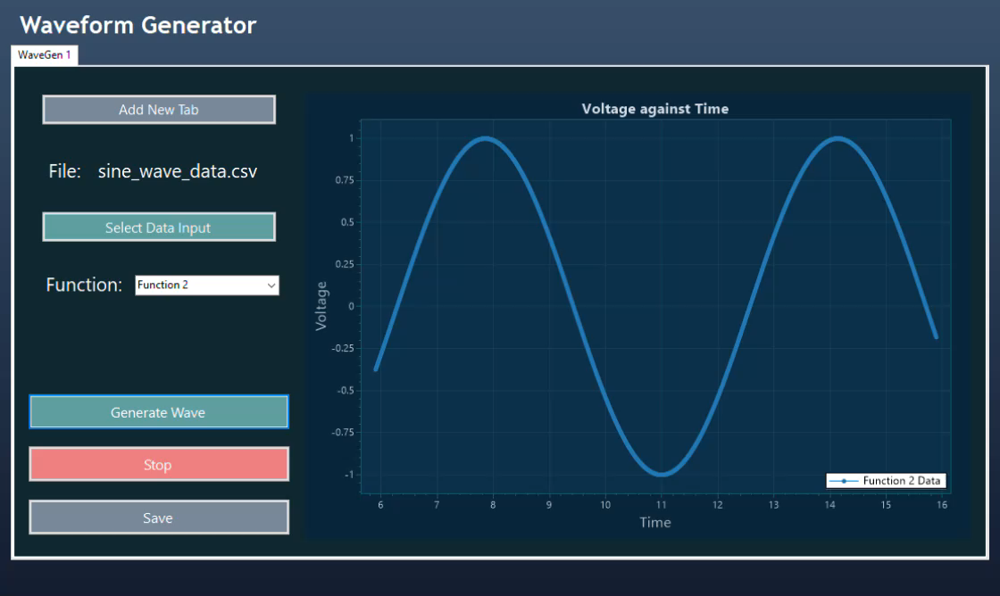 Waveform Generator
WaveGen 1
Add New Tab
File: sine_wave_data.csv
Select Data Input
Function: Function 2
Generate Wave
Stop
Save
Voltage against Time
Voltage
1
0.75
0.5
0.25
0
-0.25
-0.5
-0.75
-1
Function 2 Data
6 7 8 9 10 11 12 13 14 15 16
Time